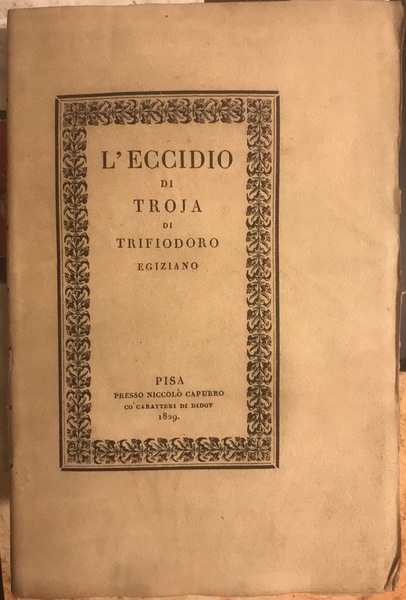 L'ECCIDIO
DI
TROJA
DI
TRIFIODORO
EGIZIANO
PISA
PRESSO NICCOLÒ CAPURRO
CO' CARATTERI DI DIDOT
1829.